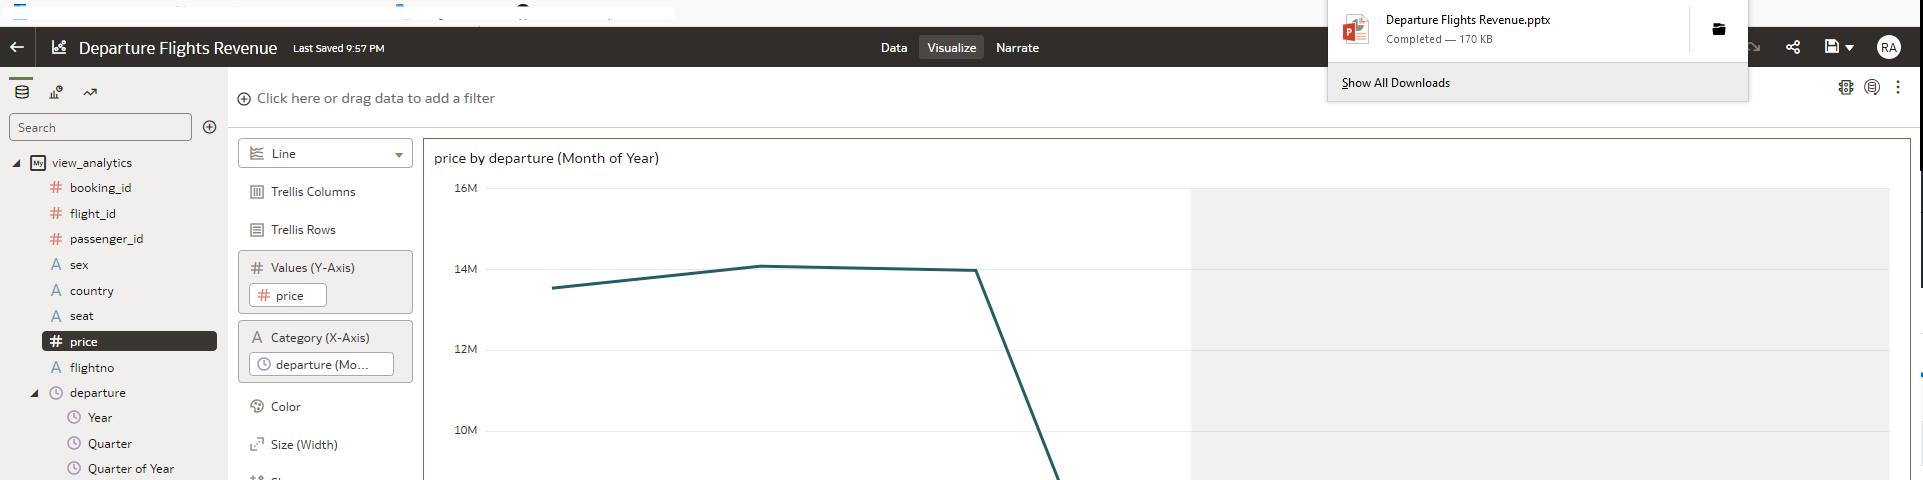 Departure Flights Revenue
Last Saved 9:57 PM
Data
Visualize
Narrate
Departure Flights Revenue.pptx
Completed — 170 KB
Show All Downloads
RA
Click here or drag data to add a filter
Search
My view_analytics
# booking_id
# flight_id
# passenger_id
A sex
A country
A seat
# price
A flightno
departure
Year
Quarter
Quarter of Year
Line
Trellis Columns
Trellis Rows
# Values (Y-Axis)
# price
A Category (X-Axis)
departure (Mo...
Color
Size (Width)
price by departure (Month of Year)
16M
14M
12M
10M